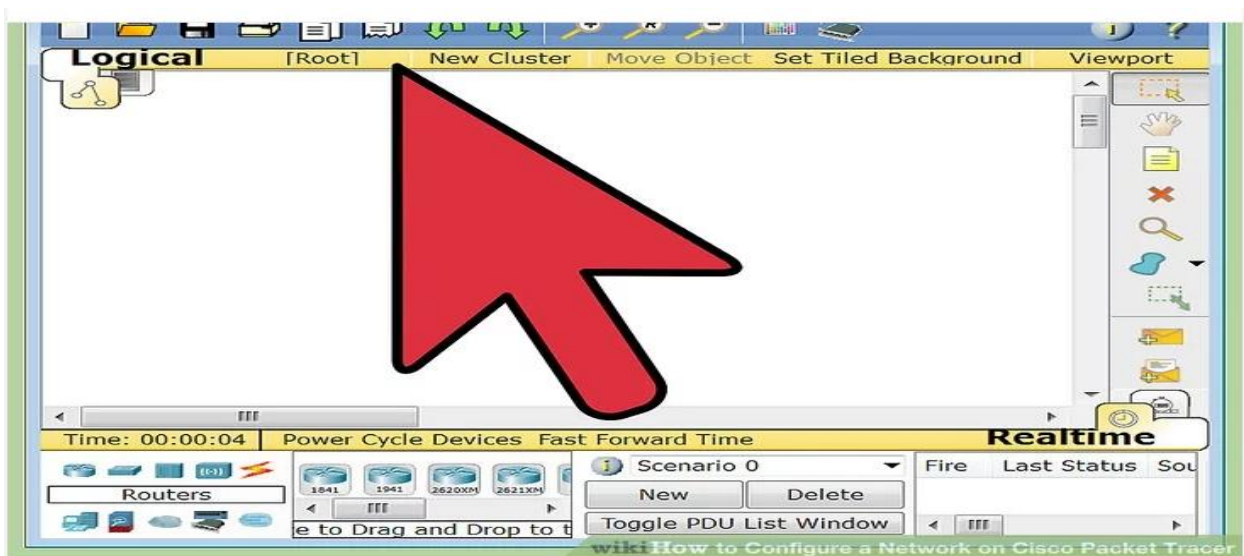 Logical [Root] New Cluster Move Object Set Tiled Background Viewport
Time: 00:00:04 Power Cycle Devices Fast Forward Time Realtime
Scenario 0 Fire Last Status Sou
Routers 1841 1941 2620XM 2621XM New Delete
e to Drag and Drop to t Toggle PDU List Window
wikiHow to Configure a Network on Cisco Packet Tracer